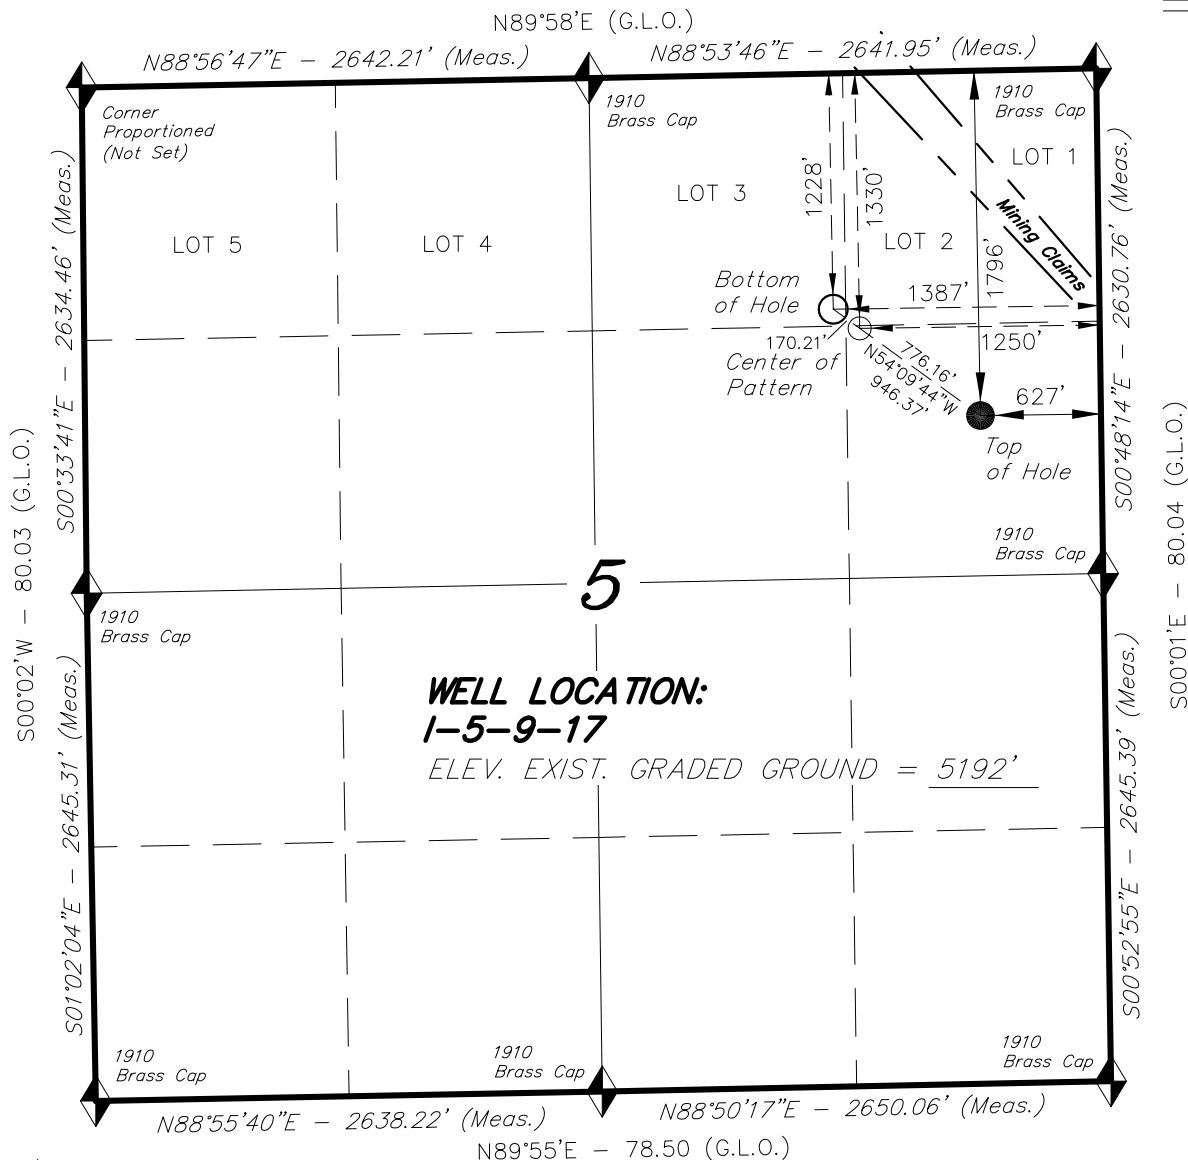 N89°58'E (G.L.O.)
N88°56'47"E - 2642.21' (Meas.)
N88°53'46"E - 2641.95' (Meas.)
Corner
Proportioned
(Not Set)
1910
Brass Cap
1910
Brass Cap
LOT 1
LOT 3
LOT 2
LOT 5
LOT 4
1228'
1330'
1796'
Mining Claims
S00°33'41"E - 2634.46' (Meas.)
S00°48'14"E - 2630.76' (Meas.)
Bottom
of Hole
1387'
170.21'
1250'
Center of
Pattern
776.16'
N54°09'44"W
946.37'
627'
Top
of Hole
S00°02'W - 80.03 (G.L.O.)
S00°01'E - 80.04 (G.L.O.)
1910
Brass Cap
5
1910
Brass Cap
WELL LOCATION:
I-5-9-17
ELEV. EXIST. GRADED GROUND = 5192'
S01°02'04"E - 2645.31' (Meas.)
S00°52'55"E - 2645.39' (Meas.)
1910
Brass Cap
1910
Brass Cap
1910
Brass Cap
N88°55'40"E - 2638.22' (Meas.)
N88°50'17"E - 2650.06' (Meas.)
N89°55'E - 78.50 (G.L.O.)